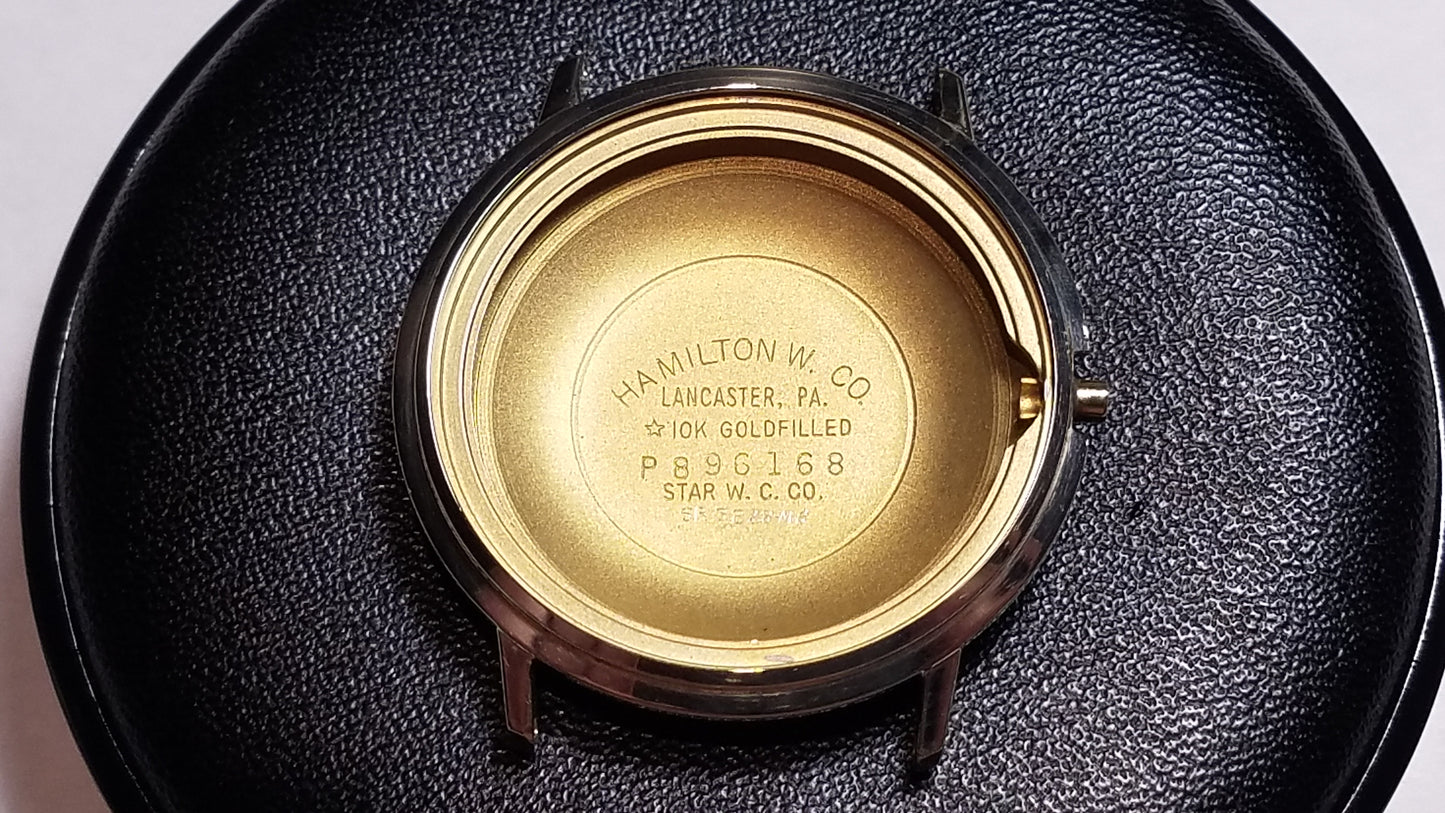 HAMILTON W. CO.
LANCASTER, PA.
☆10K GOLDFILLED
P896168
STAR W. C. CO.